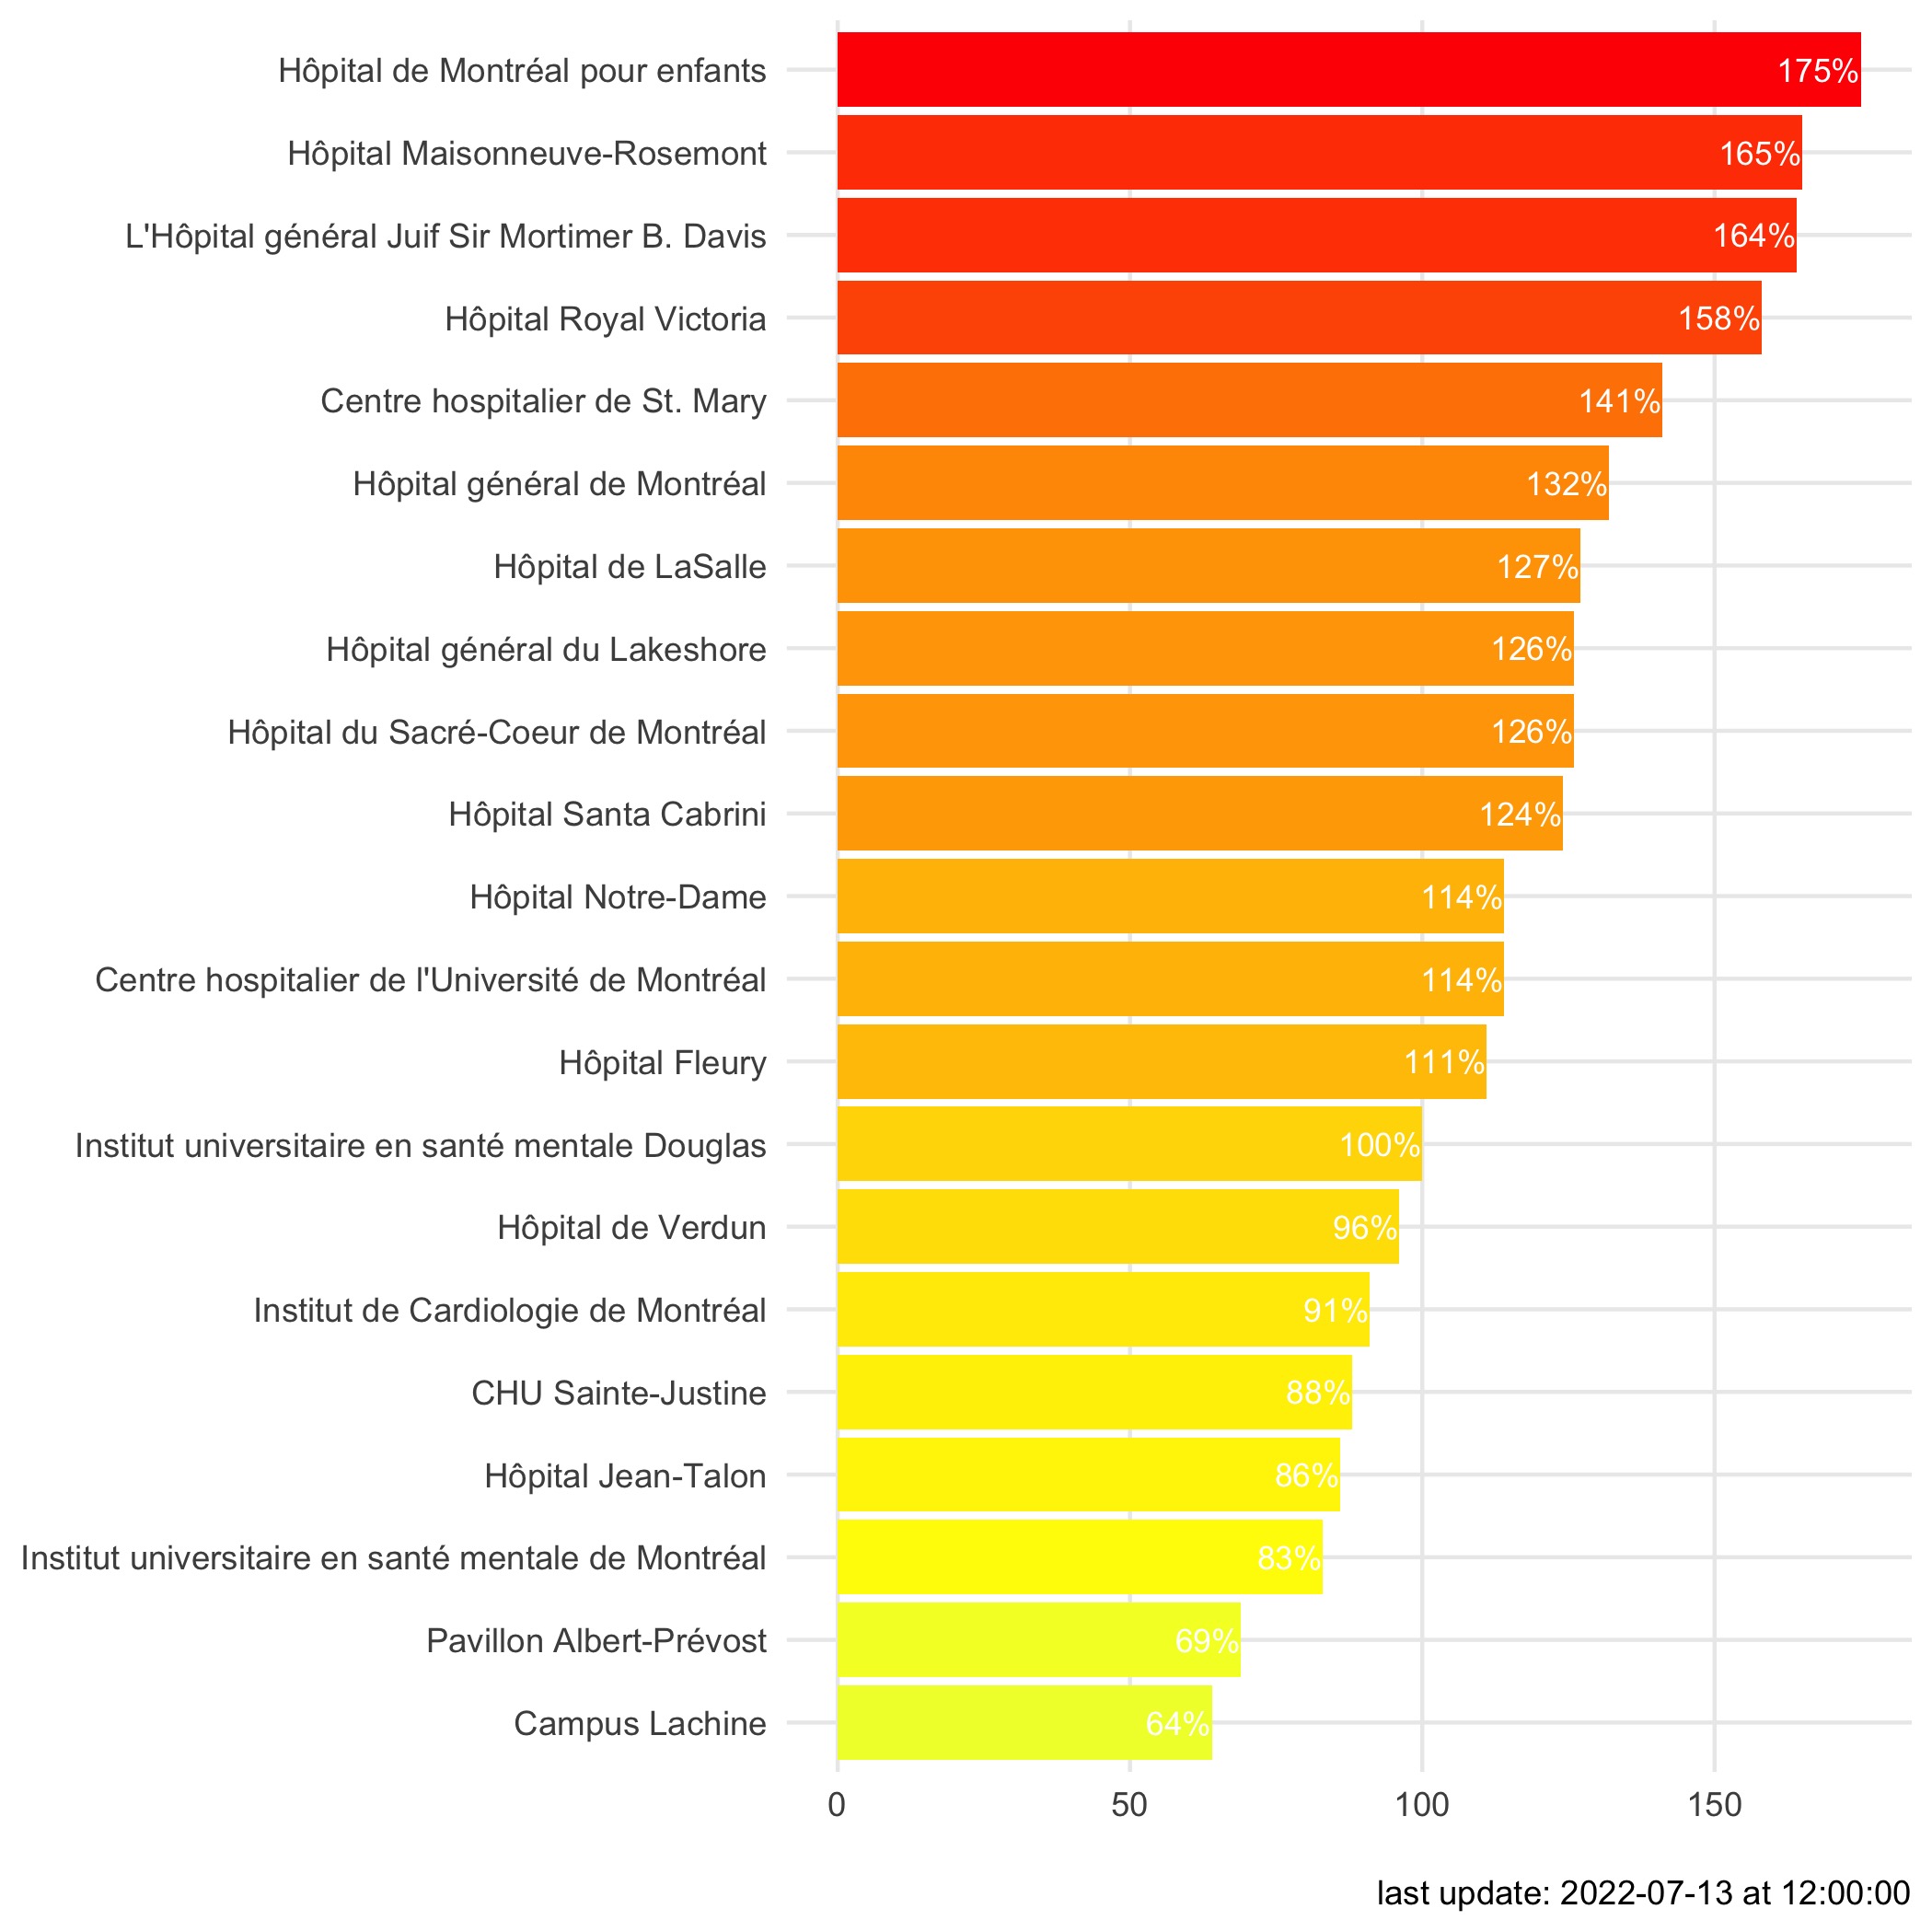 Hôpital de Montréal pour enfants 175%
Hôpital Maisonneuve-Rosemont 165%
L'Hôpital général Juif Sir Mortimer B. Davis 164%
Hôpital Royal Victoria 158%
Centre hospitalier de St. Mary 141%
Hôpital général de Montréal 132%
Hôpital de LaSalle 127%
Hôpital général du Lakeshore 126%
Hôpital du Sacré-Coeur de Montréal 126%
Hôpital Santa Cabrini 124%
Hôpital Notre-Dame 114%
Centre hospitalier de l'Université de Montréal 114%
Hôpital Fleury 111%
Institut universitaire en santé mentale Douglas 100%
Hôpital de Verdun 96%
Institut de Cardiologie de Montréal 91%
CHU Sainte-Justine 88%
Hôpital Jean-Talon 86%
Institut universitaire en santé mentale de Montréal 83%
Pavillon Albert-Prévost 69%
Campus Lachine 64%
0 50 100 150
last update: 2022-07-13 at 12:00:00